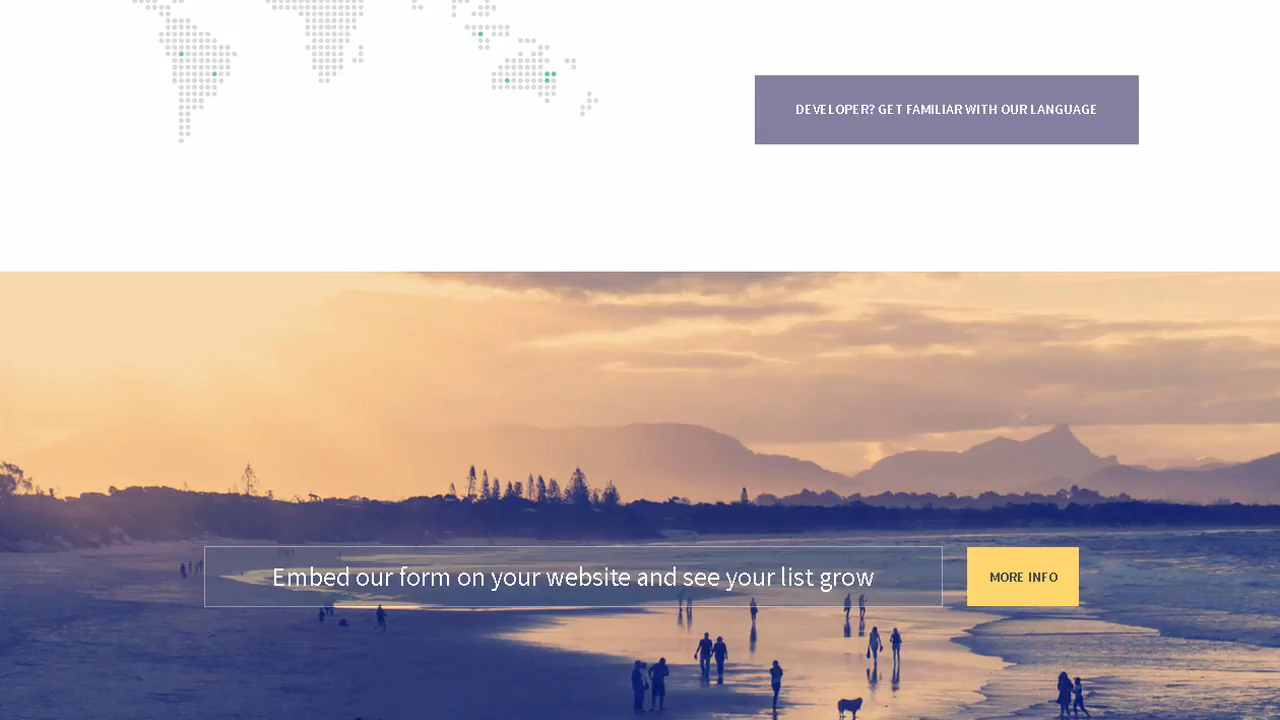 DEVELOPER? GET FAMILIAR WITH OUR LANGUAGE
Embed our form on your website and see your list grow
MORE INFO